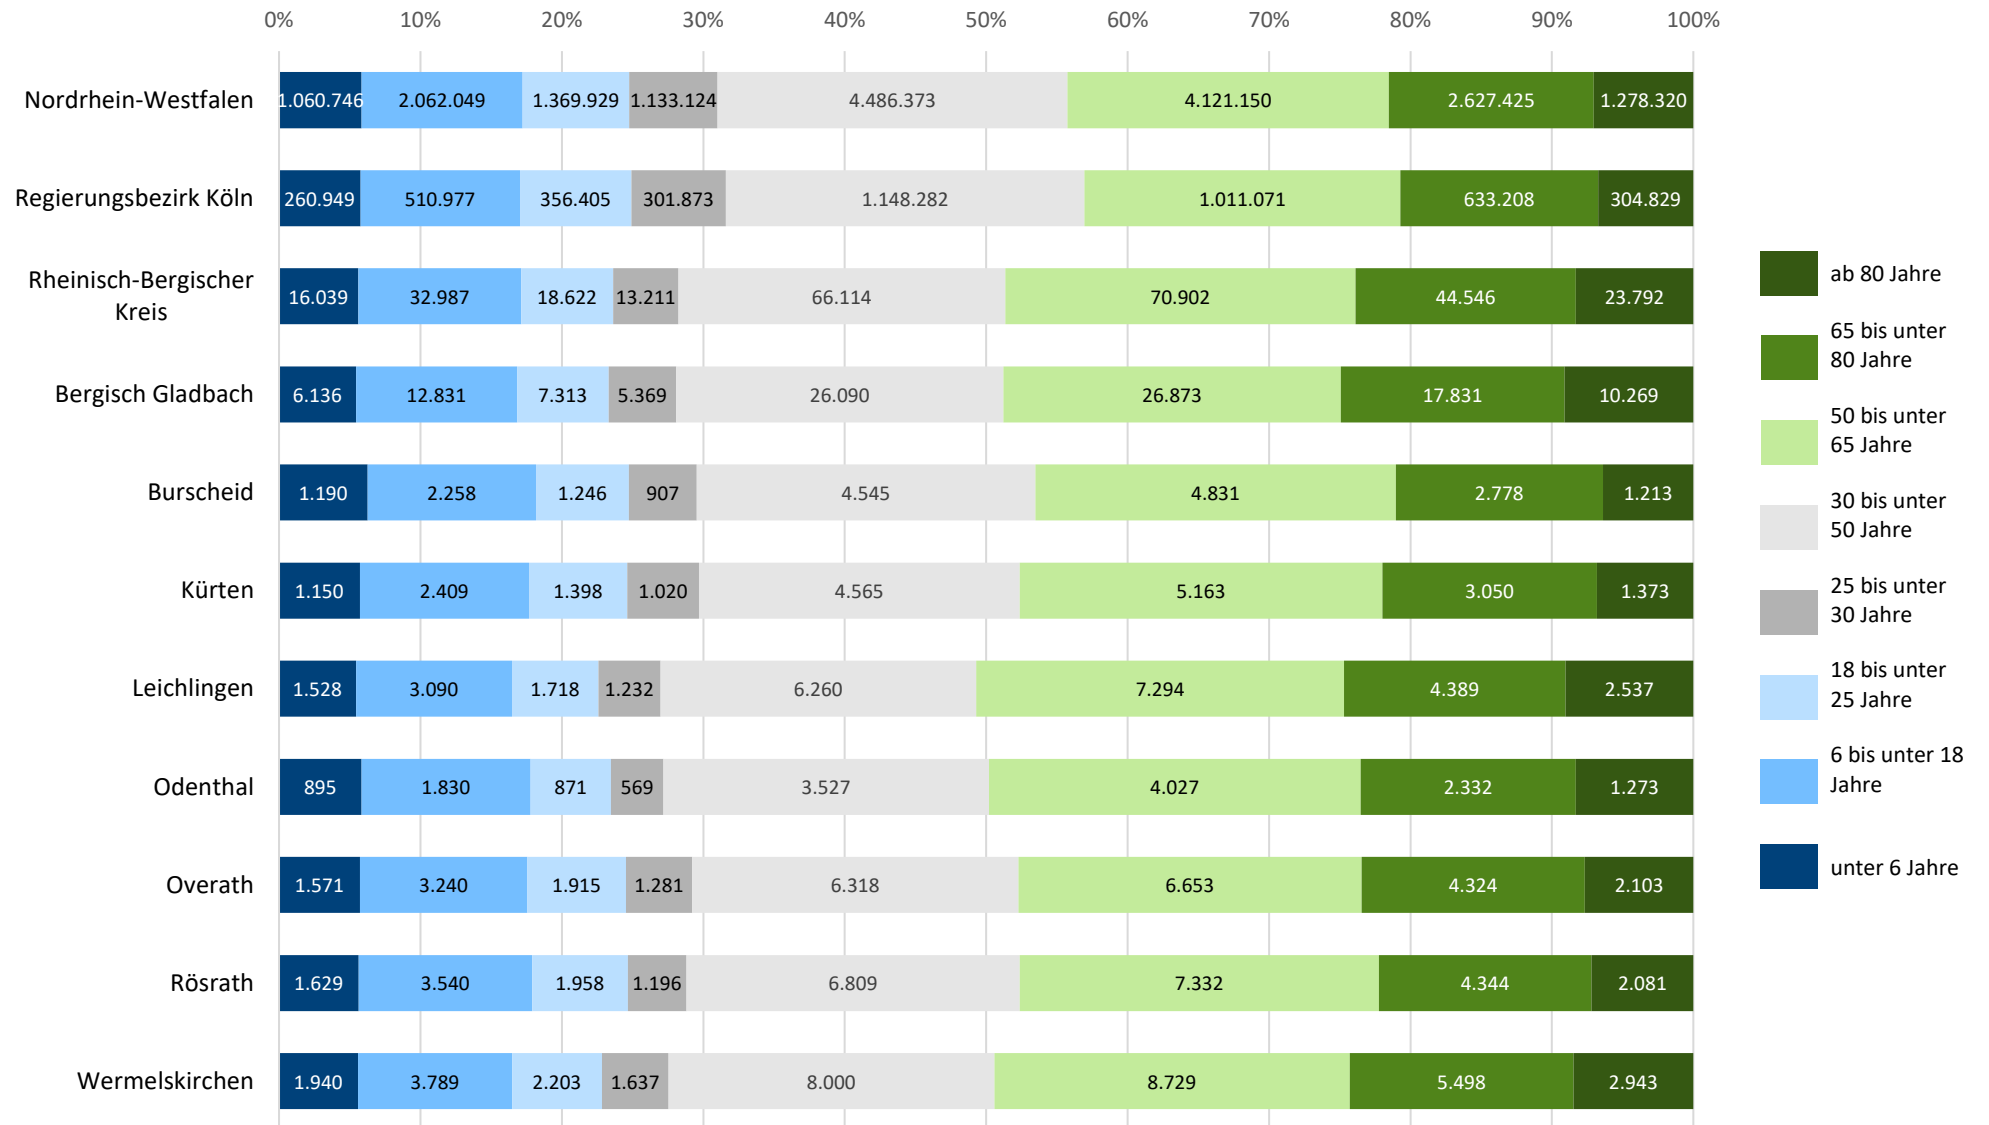 0% 10% 20% 30% 40% 50% 60% 70% 80% 90% 100%
Nordrhein-Westfalen 1.060.746 2.062.049 1.369.929 1.133.124 4.486.373 4.121.150 2.627.425 1.278.320
Regierungsbezirk Köln 260.949 510.977 356.405 301.873 1.148.282 1.011.071 633.208 304.829
Rheinisch-Bergischer
Kreis
16.039 32.987 18.622 13.211 66.114 70.902 44.546 23.792
Bergisch Gladbach 6.136 12.831 7.313 5.369 26.090 26.873 17.831 10.269
Burscheid 1.190 2.258 1.246 907 4.545 4.831 2.778 1.213
Kürten 1.150 2.409 1.398 1.020 4.565 5.163 3.050 1.373
Leichlingen 1.528 3.090 1.718 1.232 6.260 7.294 4.389 2.537
Odenthal 895 1.830 871 569 3.527 4.027 2.332 1.273
Overath 1.571 3.240 1.915 1.281 6.318 6.653 4.324 2.103
Rösrath 1.629 3.540 1.958 1.196 6.809 7.332 4.344 2.081
Wermelskirchen 1.940 3.789 2.203 1.637 8.000 8.729 5.498 2.943
ab 80 Jahre
65 bis unter
80 Jahre
50 bis unter
65 Jahre
30 bis unter
50 Jahre
25 bis unter
30 Jahre
18 bis unter
25 Jahre
6 bis unter 18
Jahre
unter 6 Jahre